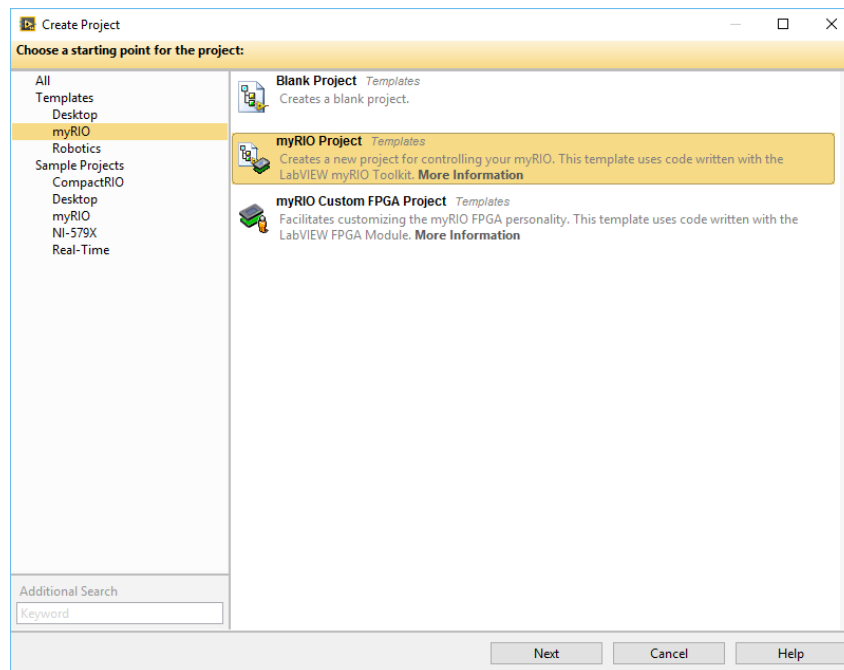 Create Project
Choose a starting point for the project:
All
Templates
Desktop
myRIO
Robotics
Sample Projects
CompactRIO
Desktop
myRIO
NI-579X
Real-Time
Blank Project Templates
Creates a blank project.
myRIO Project Templates
Creates a new project for controlling your myRIO. This template uses code written with the
LabVIEW myRIO Toolkit. More Information
myRIO Custom FPGA Project Templates
Facilitates customizing the myRIO FPGA personality. This template uses code written with the
LabVIEW FPGA Module. More Information
Additional Search
Keyword
Next Cancel Help